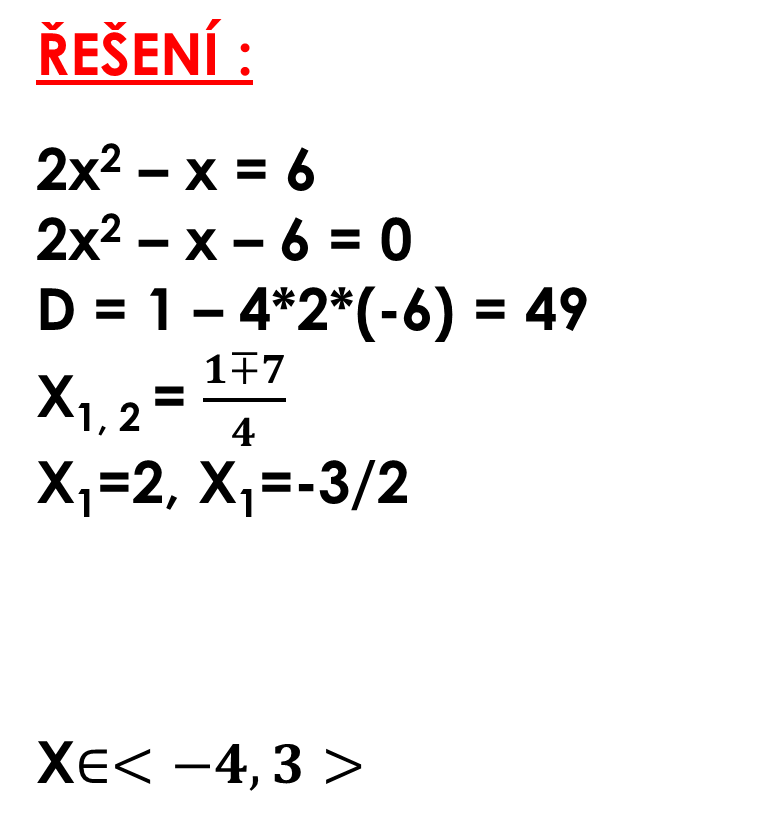 ŘEŠENÍ :
2x² – x = 6
2x² – x – 6 = 0
D = 1 – 4*2*(-6) = 49
X₁,₂ = (1∓7)/4
X₁=2, X₁=-3/2
X∈< −4, 3 >